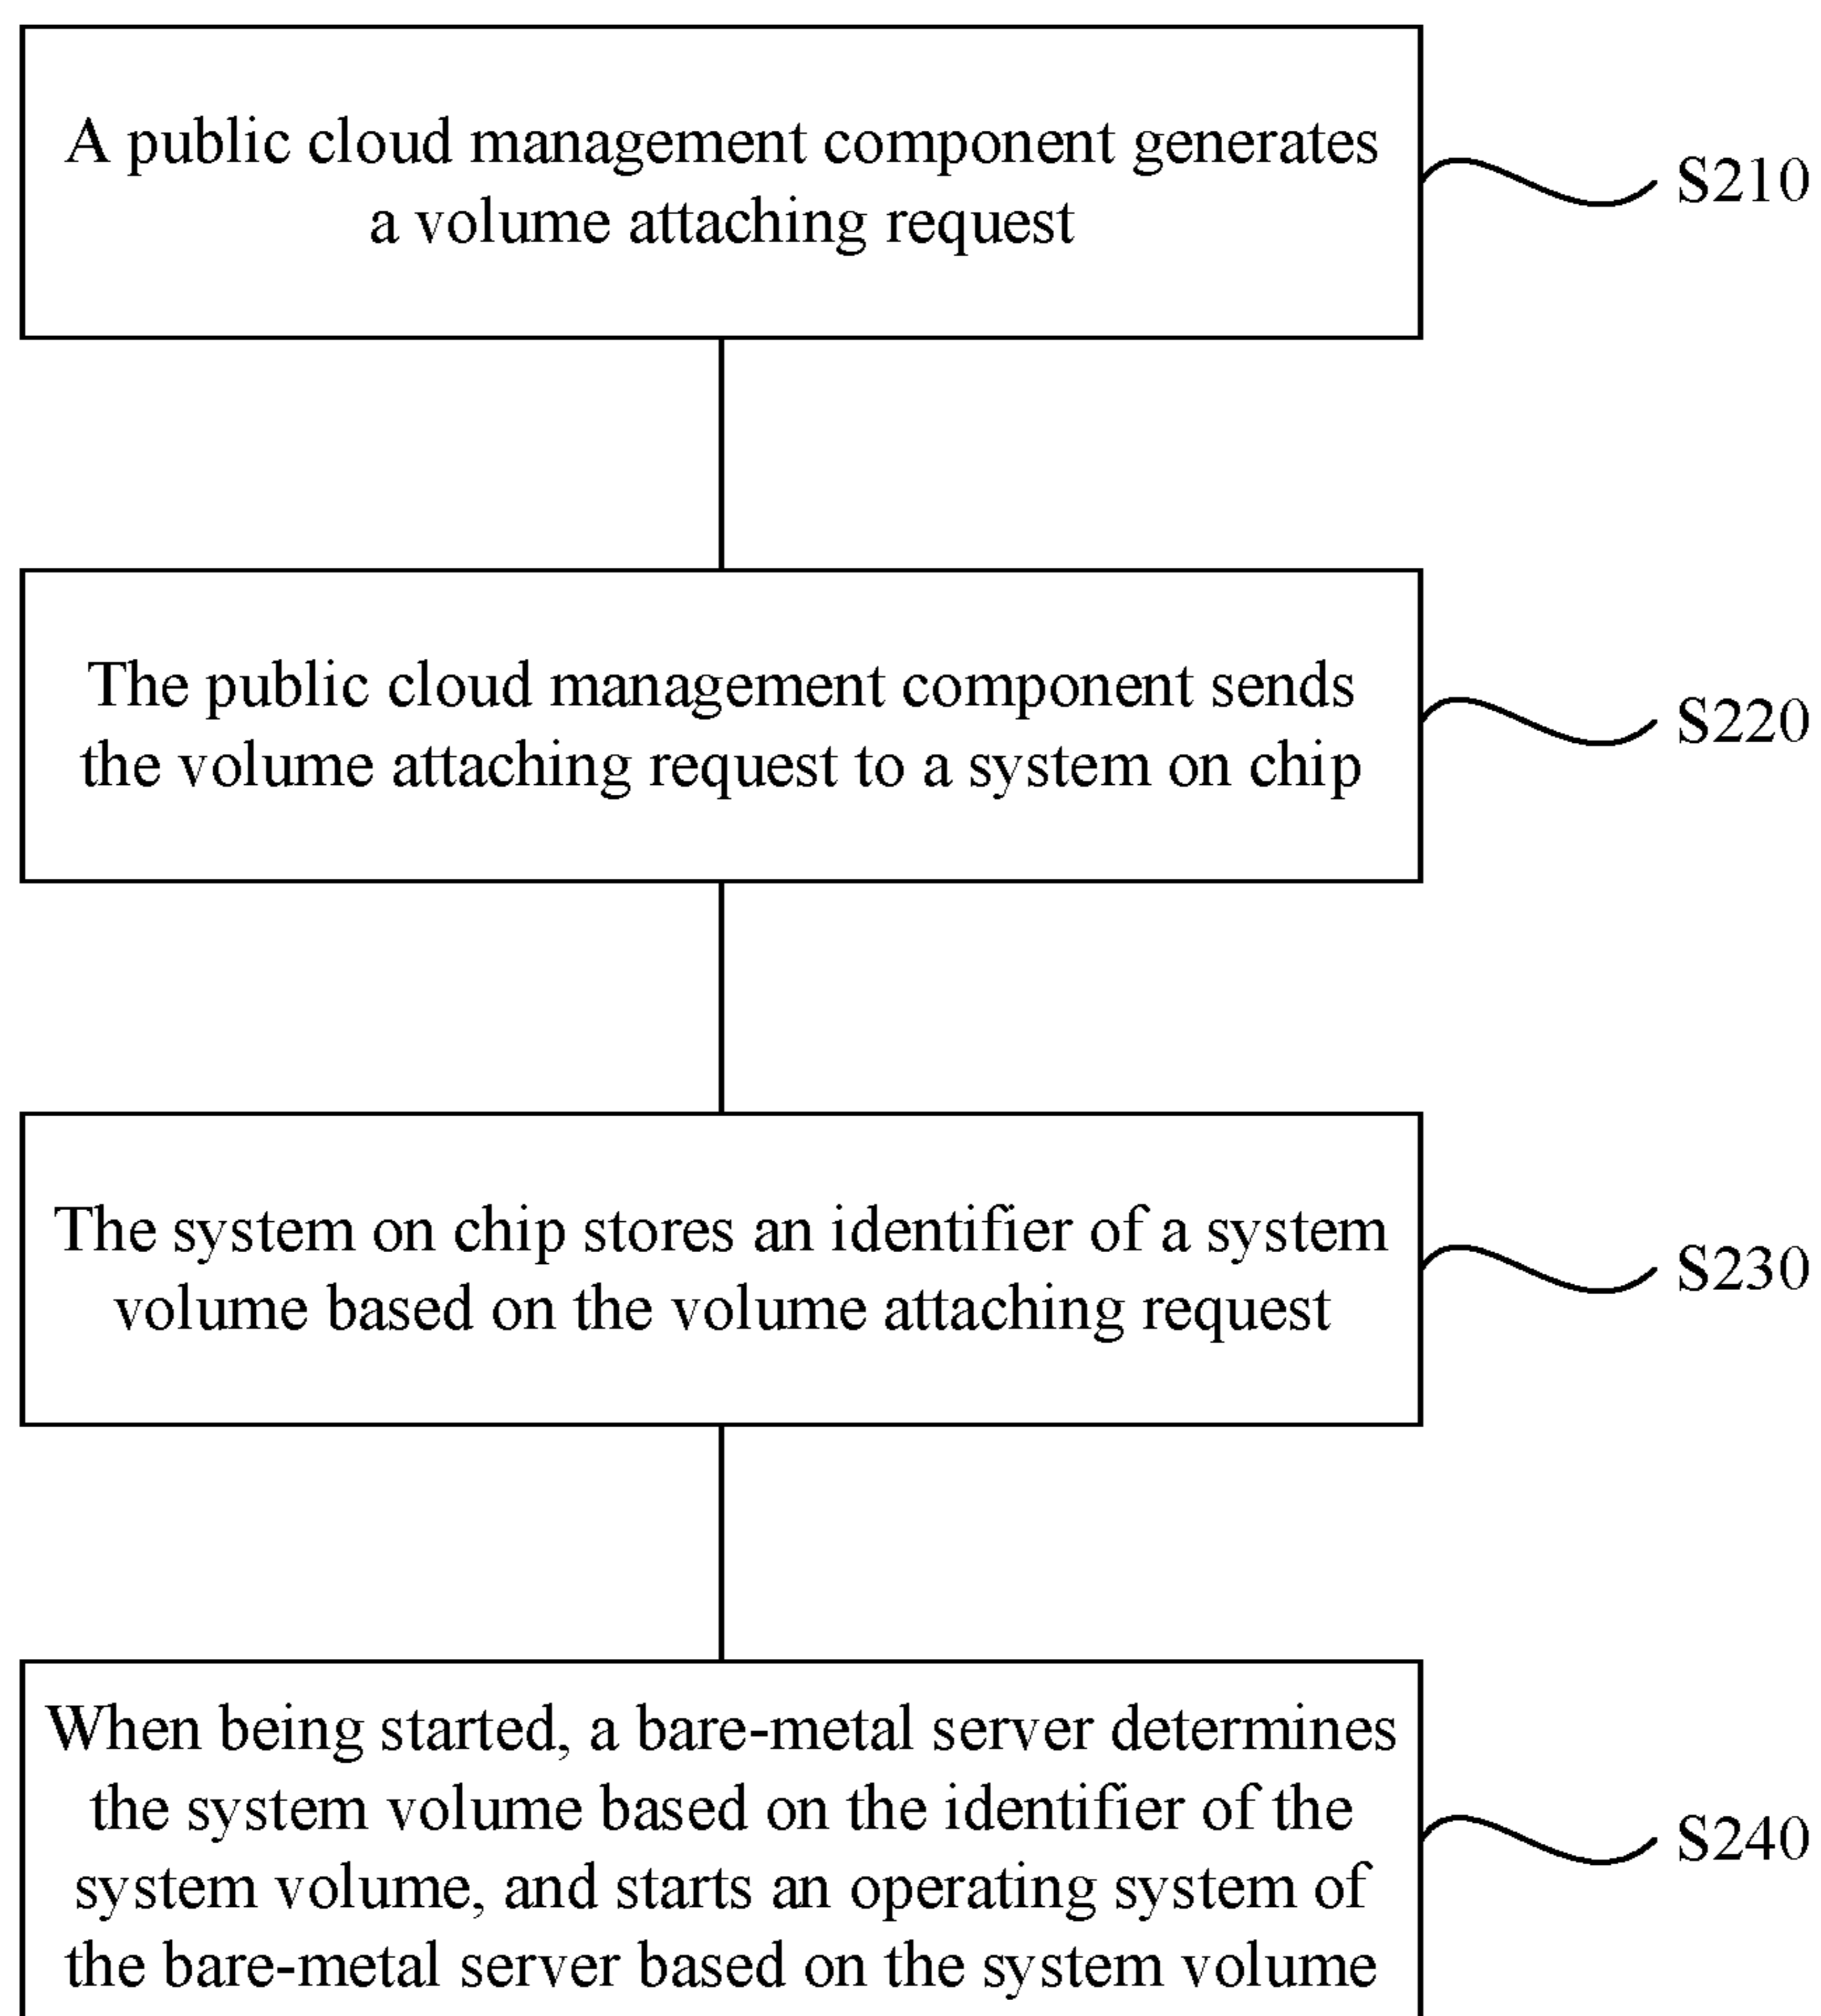 A public cloud management component generates
a volume attaching request
S210
The public cloud management component sends
the volume attaching request to a system on chip
S220
The system on chip stores an identifier of a system
volume based on the volume attaching request
S230
When being started, a bare-metal server determines
the system volume based on the identifier of the
system volume, and starts an operating system of
the bare-metal server based on the system volume
S240